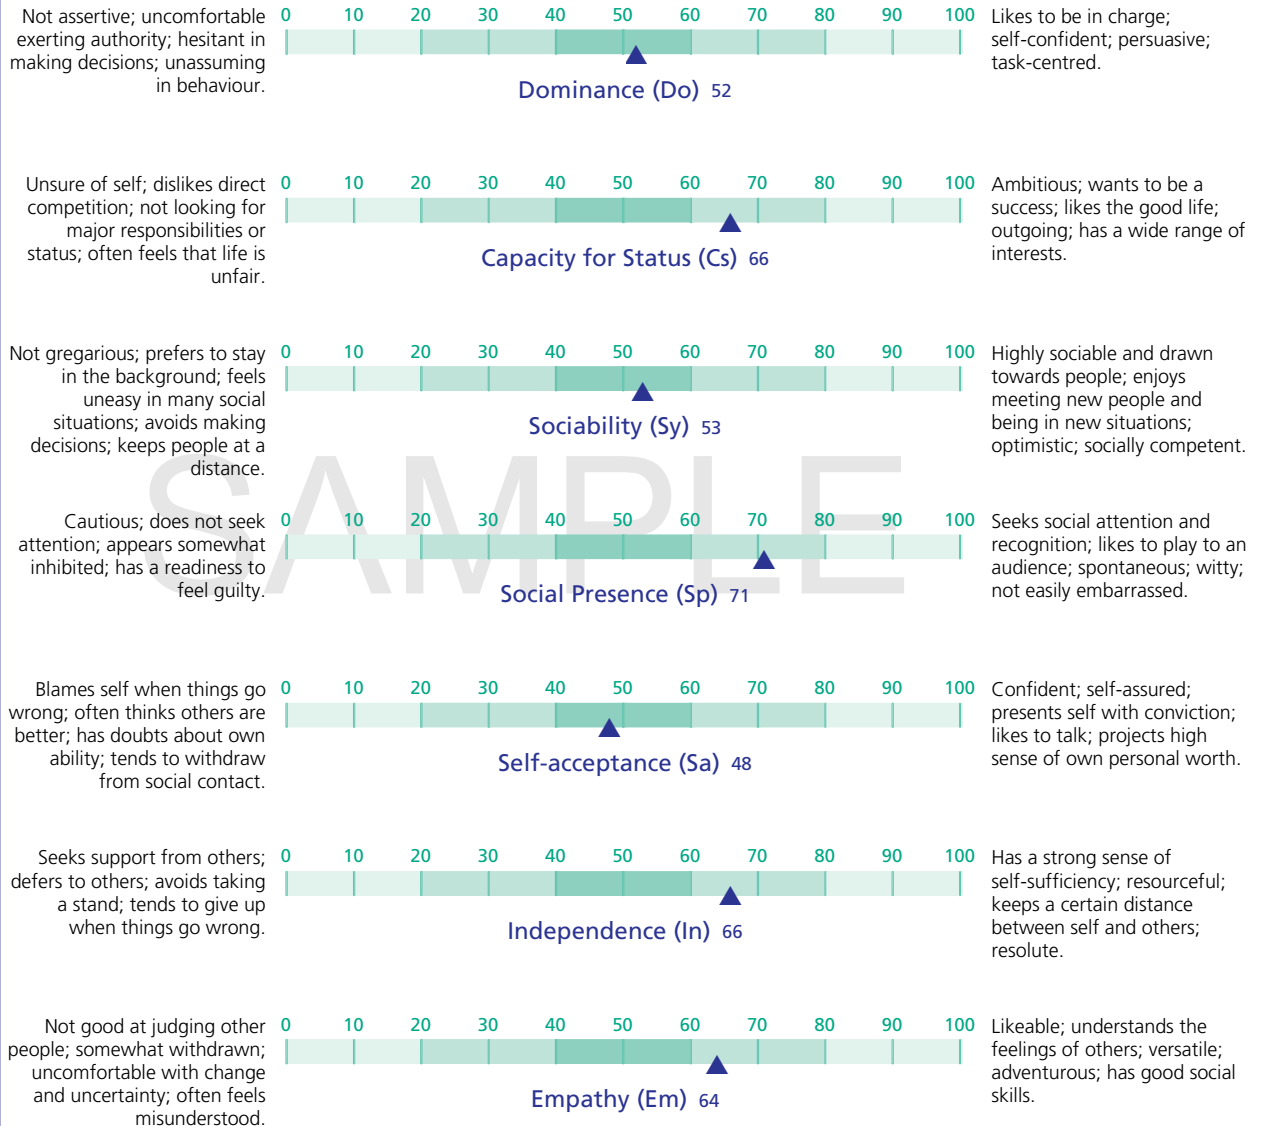 Not assertive; uncomfortable
exerting authority; hesitant in
making decisions; unassuming
in behaviour.
0 10 20 30 40 50 60 70 80 90 100
Likes to be in charge;
self-confident; persuasive;
task-centred.
Dominance (Do) 52
Unsure of self; dislikes direct
competition; not looking for
major responsibilities or
status; often feels that life is
unfair.
0 10 20 30 40 50 60 70 80 90 100
Ambitious; wants to be a
success; likes the good life;
outgoing; has a wide range of
interests.
Capacity for Status (Cs) 66
Not gregarious; prefers to stay
in the background; feels
uneasy in many social
situations; avoids making
decisions; keeps people at a
distance.
0 10 20 30 40 50 60 70 80 90 100
Highly sociable and drawn
towards people; enjoys
meeting new people and
being in new situations;
optimistic; socially competent.
Sociability (Sy) 53
SAMPLE
Cautious; does not seek
attention; appears somewhat
inhibited; has a readiness to
feel guilty.
0 10 20 30 40 50 60 70 80 90 100
Seeks social attention and
recognition; likes to play to an
audience; spontaneous; witty;
not easily embarrassed.
Social Presence (Sp) 71
Blames self when things go
wrong; often thinks others are
better; has doubts about own
ability; tends to withdraw
from social contact.
0 10 20 30 40 50 60 70 80 90 100
Confident; self-assured;
presents self with conviction;
likes to talk; projects high
sense of own personal worth.
Self-acceptance (Sa) 48
Seeks support from others;
defers to others; avoids taking
a stand; tends to give up
when things go wrong.
0 10 20 30 40 50 60 70 80 90 100
Has a strong sense of
self-sufficiency; resourceful;
keeps a certain distance
between self and others;
resolute.
Independence (In) 66
Not good at judging other
people; somewhat withdrawn;
uncomfortable with change
and uncertainty; often feels
misunderstood.
0 10 20 30 40 50 60 70 80 90 100
Likeable; understands the
feelings of others; versatile;
adventurous; has good social
skills.
Empathy (Em) 64